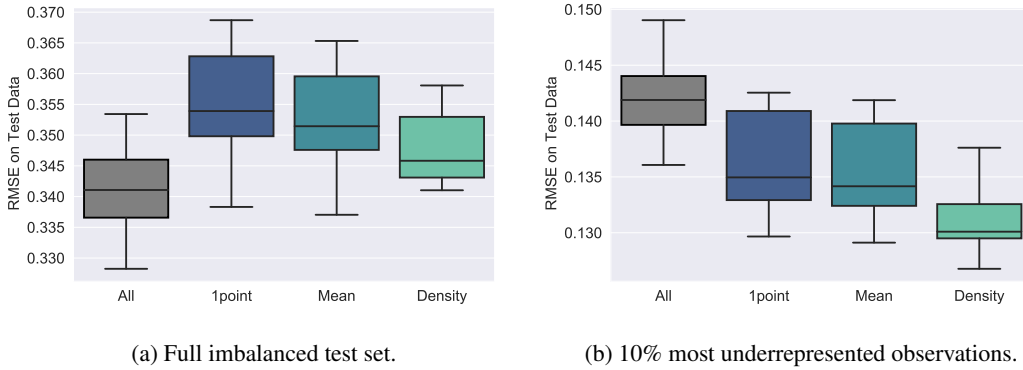 RMSE on Test Data
0.370
0.365
0.360
0.355
0.350
0.345
0.340
0.335
0.330
All 1point Mean Density
(a) Full imbalanced test set.
RMSE on Test Data
0.150
0.145
0.140
0.135
0.130
All 1point Mean Density
(b) 10% most underrepresented observations.